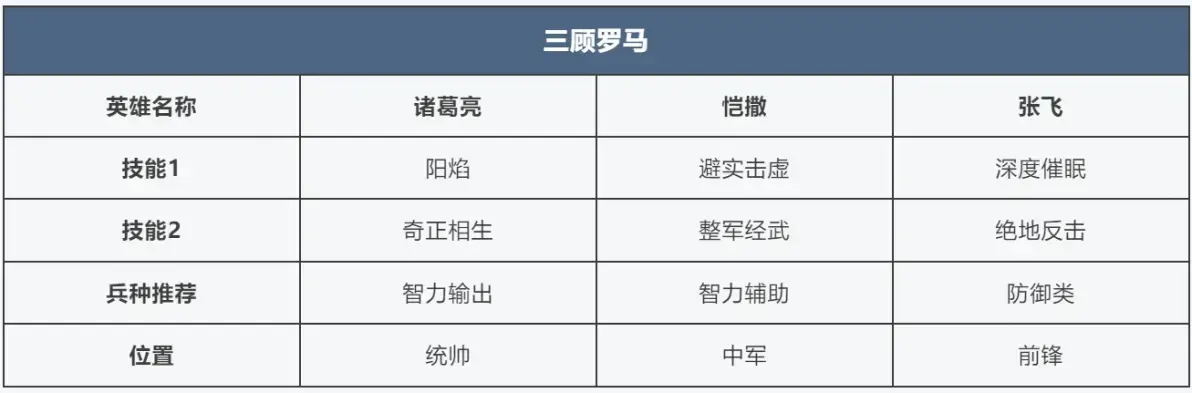 三顾罗马
英雄名称 诸葛亮 恺撒 张飞
技能1 阳焰 避实击虚 深度催眠
技能2 奇正相生 整军经武 绝地反击
兵种推荐 智力输出 智力辅助 防御类
位置 统帅 中军 前锋